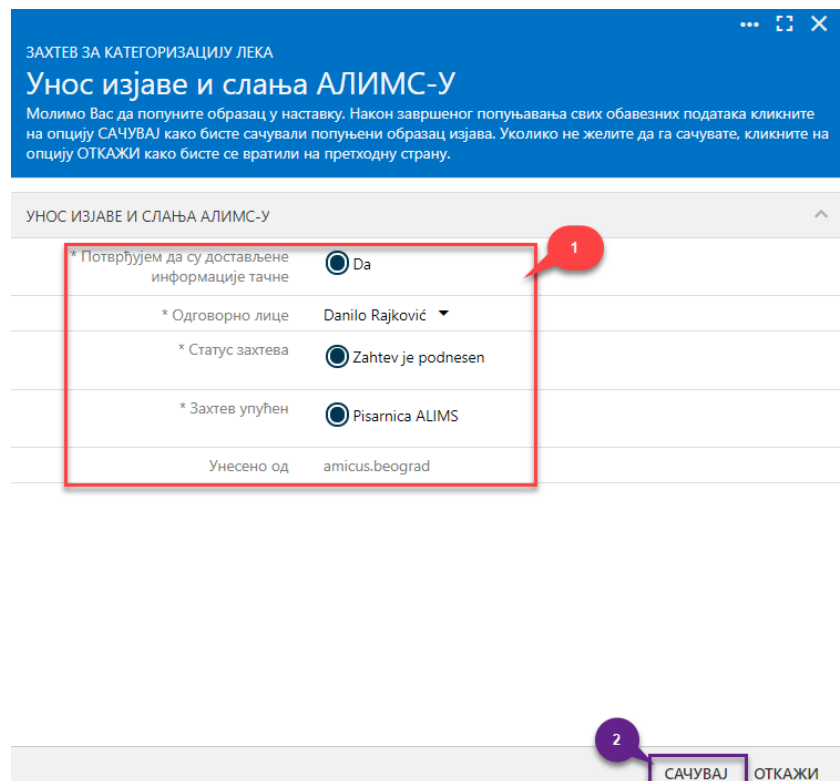 ЗАХТЕВ ЗА КАТЕГОРИЗАЦИЈУ ЛЕКА
Унос изјаве и слања АЛИМС-У
Молимо Вас да попуните образац у наставку. Након завршеног попуњавања свих обавезних података кликните
на опцију САЧУВАЈ како бисте сачували попуњени образац изјава. Уколико не желите да га сачувате, кликните на
опцију ОТКАЖИ како бисте се вратили на претходну страну.
УНОС ИЗЈАВЕ И СЛАЊА АЛИМС-У
1
* Потврђујем да су достављене
информације тачне
Da
* Одговорно лице
Danilo Rajković
* Статус захтева
Zahtev je podnesen
* Захтев упућен
Pisarnica ALIMS
Унесено од
amicus.beograd
2
САЧУВАЈ
ОТКАЖИ